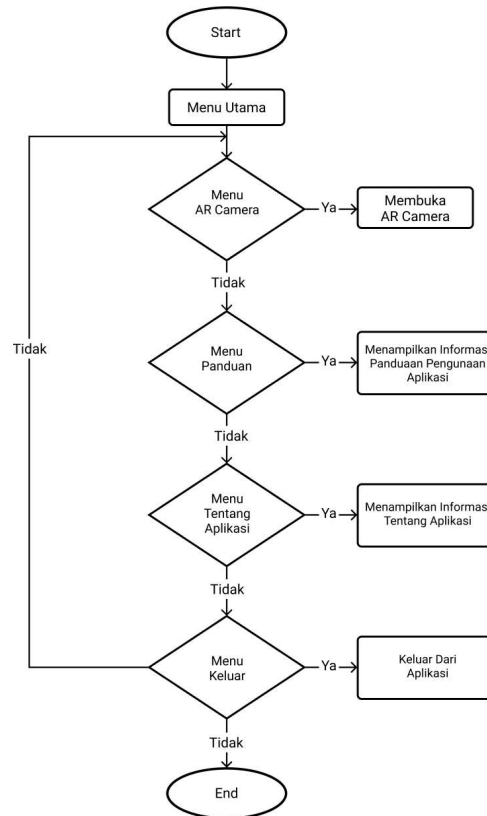 Start
Menu Utama
Menu
AR Camera
Ya
Membuka
AR Camera
Tidak
Tidak
Menu
Panduan
Ya
Menampilkan Informas
Panduaan Pengunaan
Aplikasi
Tidak
Menu
Tentang
Aplikasi
Ya
Menampilkan Informas
Tentang Aplikasi
Tidak
Menu
Keluar
Ya
Keluar Dari
Aplikasi
Tidak
End